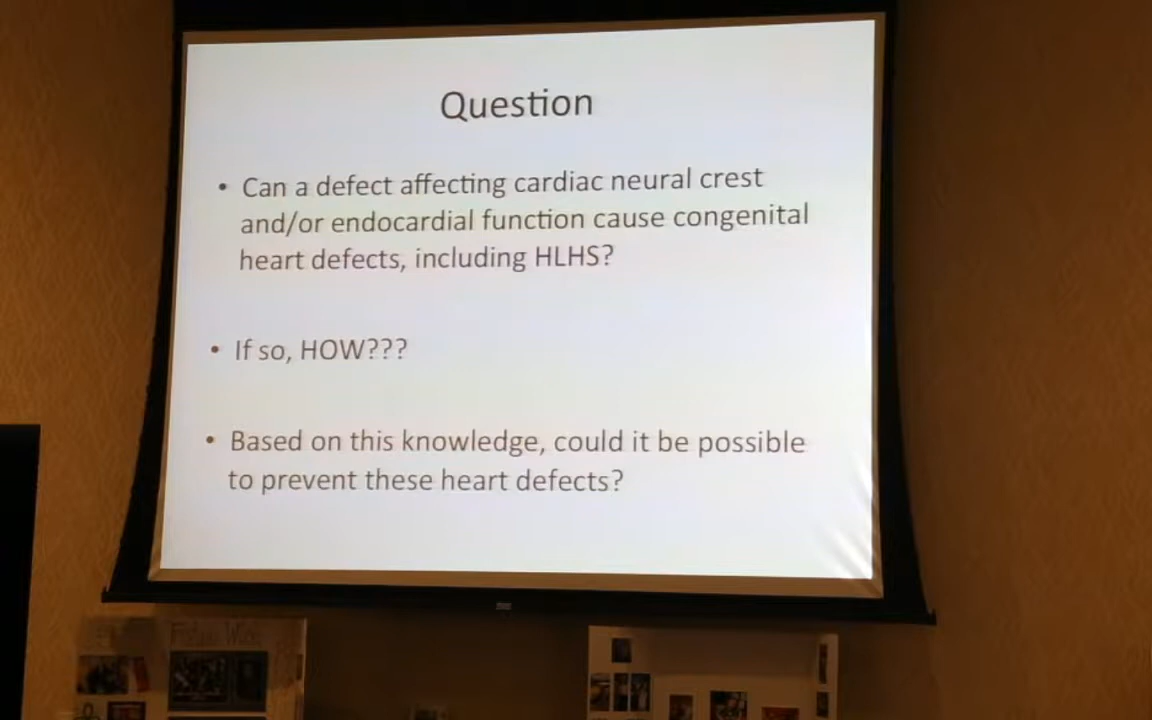 Question
• Can a defect affecting cardiac neural crest
and/or endocardial function cause congenital
heart defects, including HLHS?
• If so, HOW???
• Based on this knowledge, could it be possible
to prevent these heart defects?